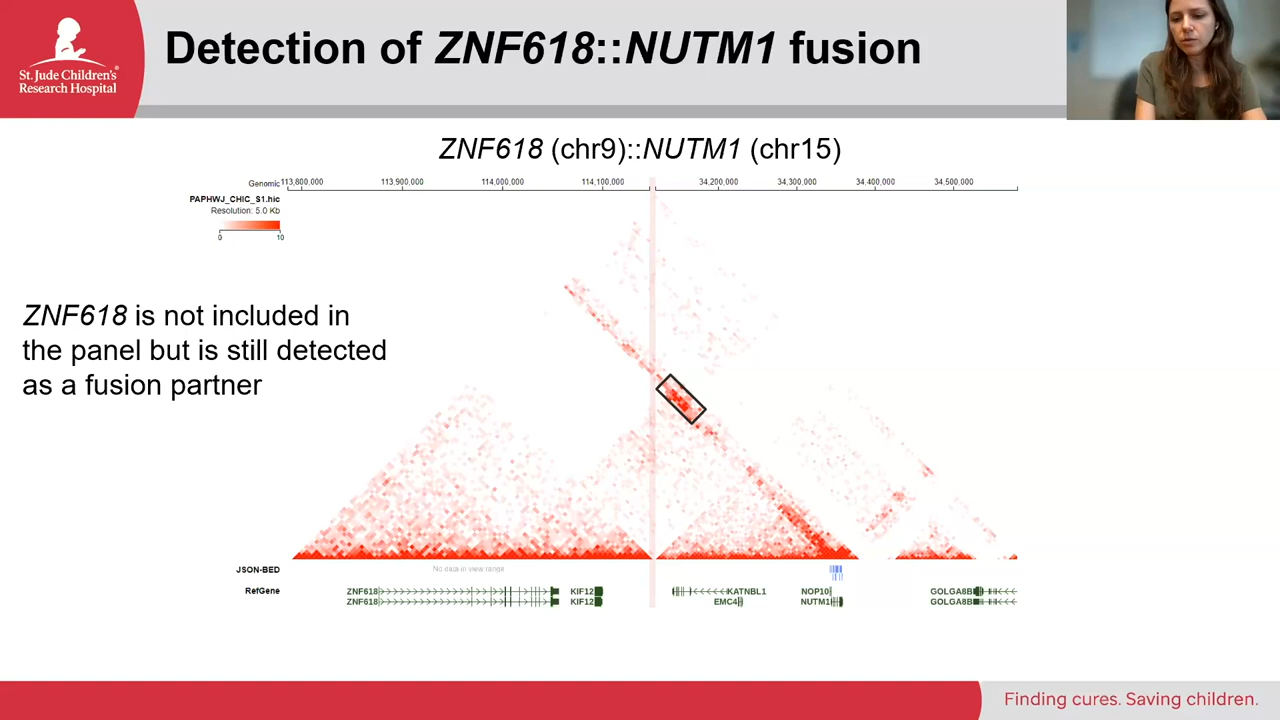 St. Jude Children's®
Research Hospital
Detection of ZNF618::NUTM1 fusion
ZNF618 (chr9)::NUTM1 (chr15)
Genomic 113,800,000 113,900,000 114,000,000 114,100,000 34,200,000 34,300,000 34,400,000 34,500,000
PAPHWJ_CHIC_S1.hic
Resolution: 5.0 Kb
0 10
ZNF618 is not included in
the panel but is still detected
as a fusion partner
JSON-BED No data in view range
RefGene ZNF618 KIF12 KATNBL1 NOP10 GOLGA8B
ZNF618 KIF12 EMC4 NUTM1 GOLGA8B
Finding cures. Saving children.